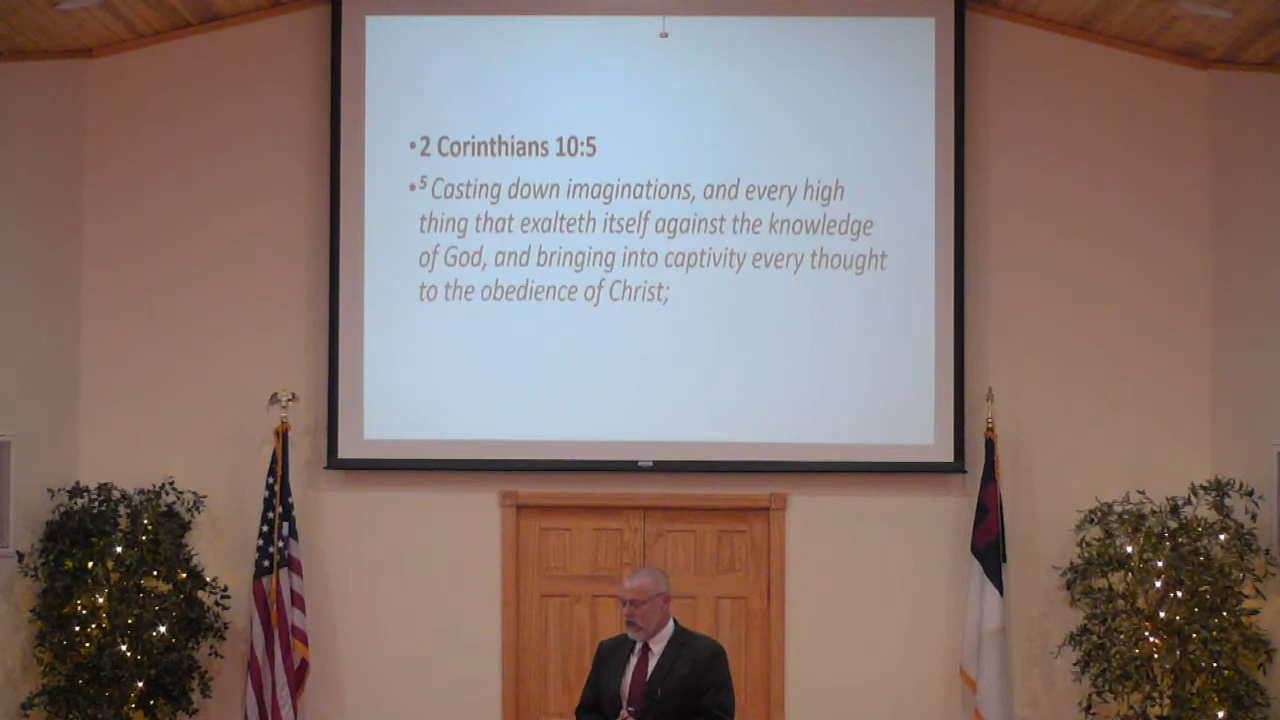 •2 Corinthians 10:5
•5 Casting down imaginations, and every high
thing that exalteth itself against the knowledge
of God, and bringing into captivity every thought
to the obedience of Christ;